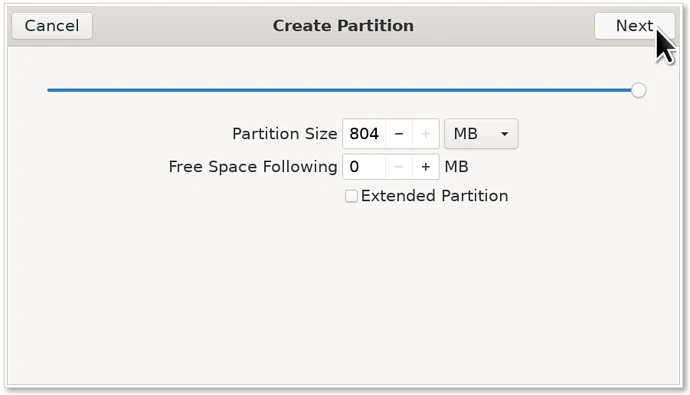 Cancel Create Partition Next
Partition Size 804 − + MB
Free Space Following 0 − + MB
Extended Partition